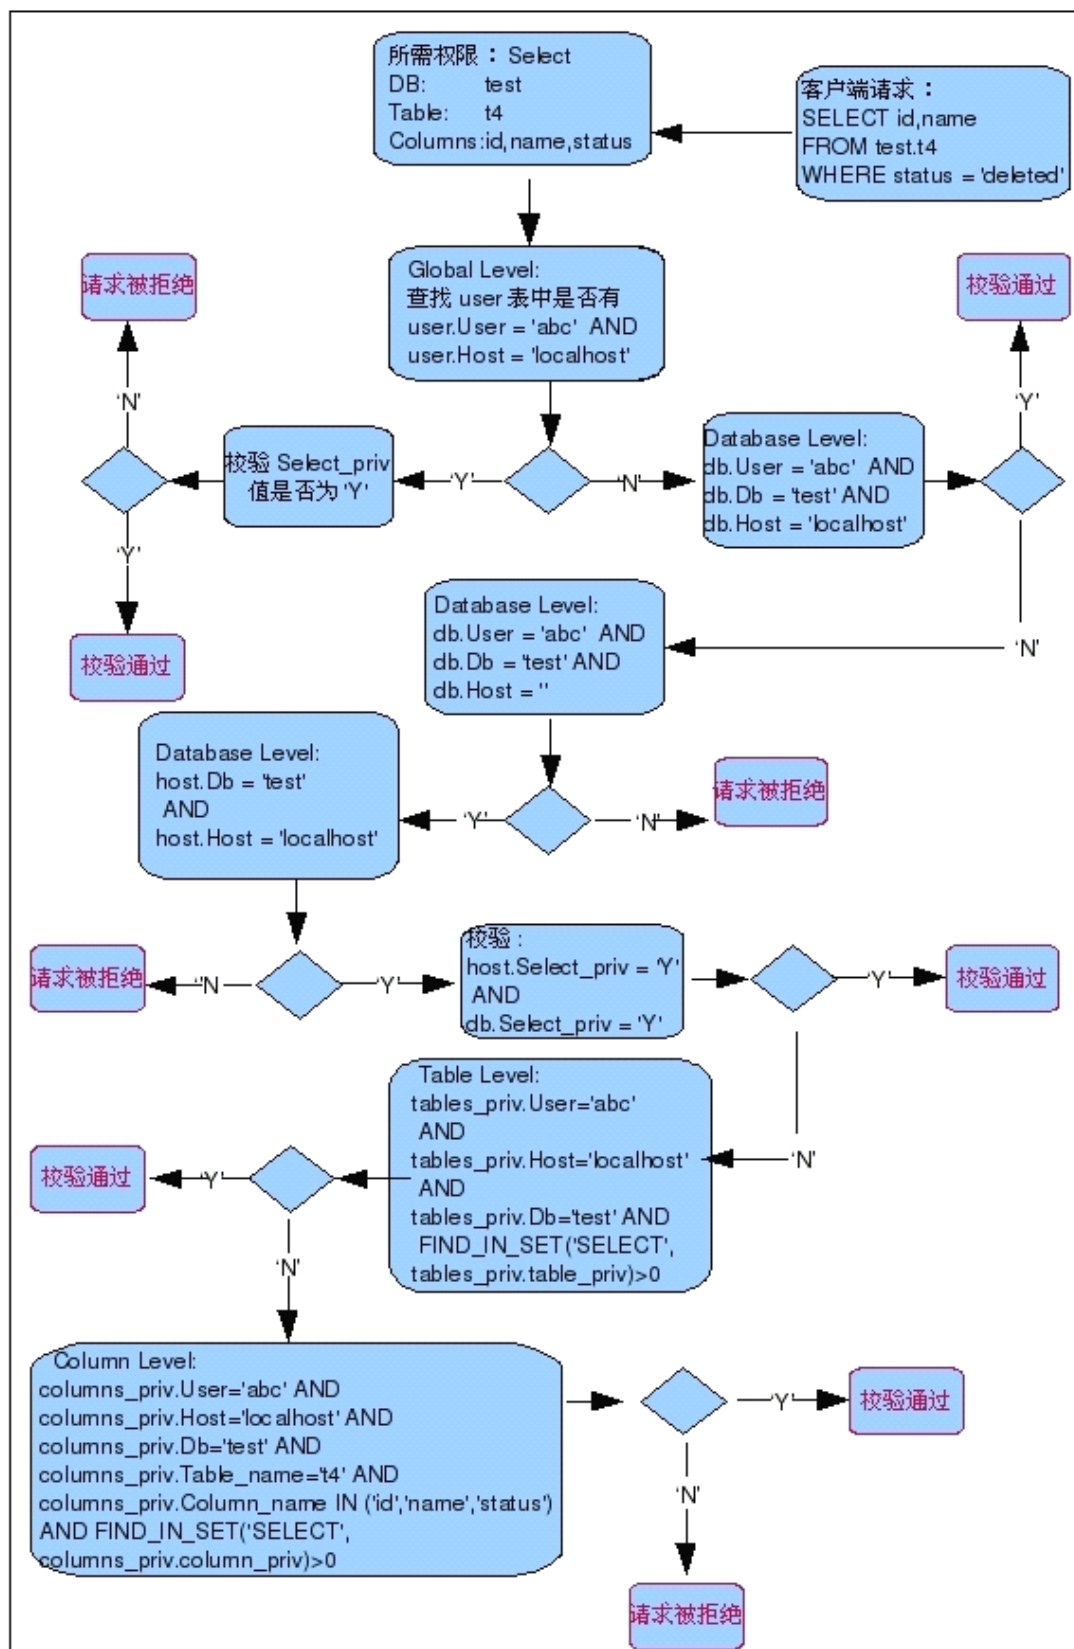 所需权限： Select
DB: test
Table: t4
Columns:id,name,status
客户端请求：
SELECT id,name
FROM test.t4
WHERE status = 'deleted'
Global Level:
查找 user 表中是否有
user.User = 'abc' AND
user.Host = 'localhost'
请求被拒绝
校验通过
'N'
'Y'
校验 Select_priv
值是否为 'Y'
'Y'
'N'
Database Level:
db.User = 'abc' AND
db.Db = 'test' AND
db.Host = 'localhost'
'Y'
校验通过
'N'
Database Level:
db.User = 'abc' AND
db.Db = 'test' AND
db.Host = ''
Database Level:
host.Db = 'test'
AND
host.Host = 'localhost'
'Y'
'N'
请求被拒绝
请求被拒绝
'N
'Y'
校验：
host.Select_priv = 'Y'
AND
db.Select_priv = 'Y'
'Y'
校验通过
'N'
Table Level:
tables_priv.User='abc'
AND
tables_priv.Host='localhost'
AND
tables_priv.Db='test' AND
FIND_IN_SET('SELECT',
tables_priv.table_priv)>0
校验通过
'Y'
'N'
Column Level:
columns_priv.User='abc' AND
columns_priv.Host='localhost' AND
columns_priv.Db='test' AND
columns_priv.Table_name='t4' AND
columns_priv.Column_name IN ('id','name','status')
AND FIND_IN_SET('SELECT',
columns_priv.column_priv)>0
'Y'
校验通过
'N'
请求被拒绝